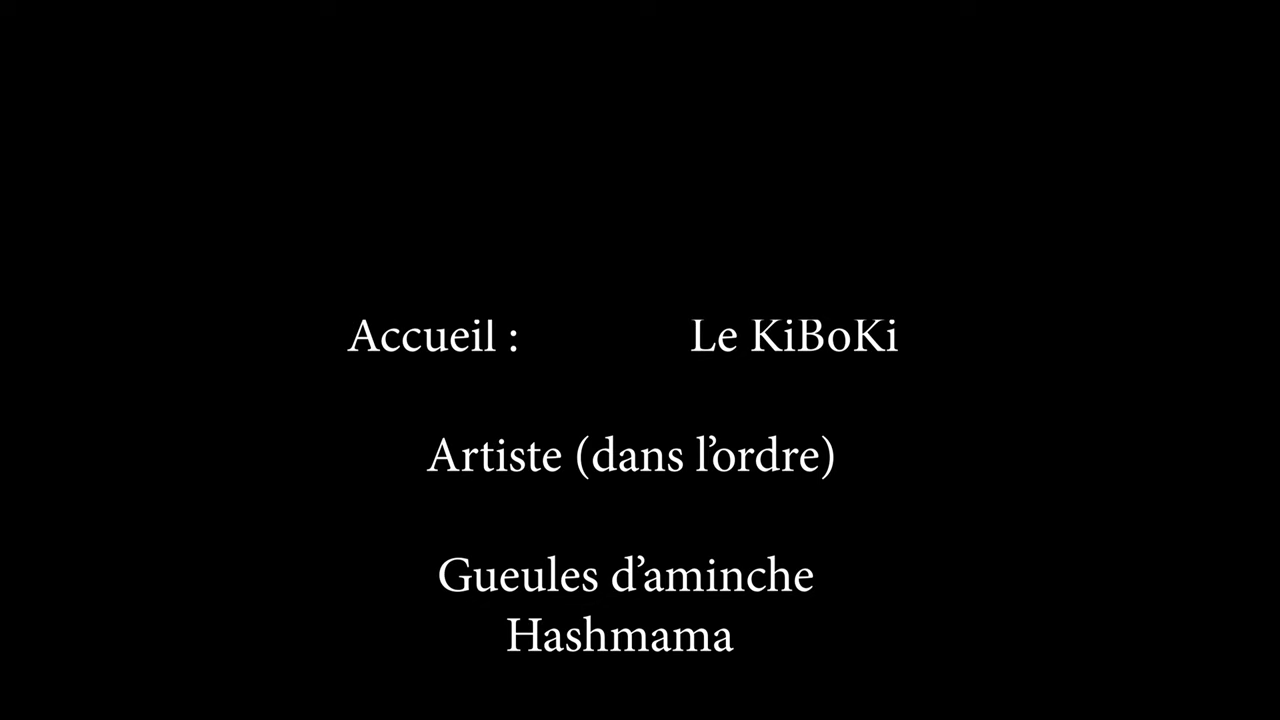 Accueil : Le KiBoKi
Artiste (dans l’ordre)
Gueules d’aminche
Hashmama